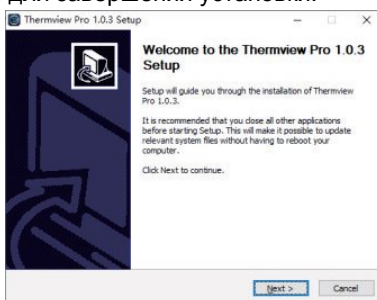 для завершения установки.
Thermview Pro 1.0.3 Setup
Welcome to the Thermview Pro 1.0.3
Setup
Setup will guide you through the installation of Thermview
Pro 1.0.3.
It is recommended that you close all other applications
before starting Setup. This will make it possible to update
relevant system files without having to reboot your
computer.
Click Next to continue.
Next >
Cancel